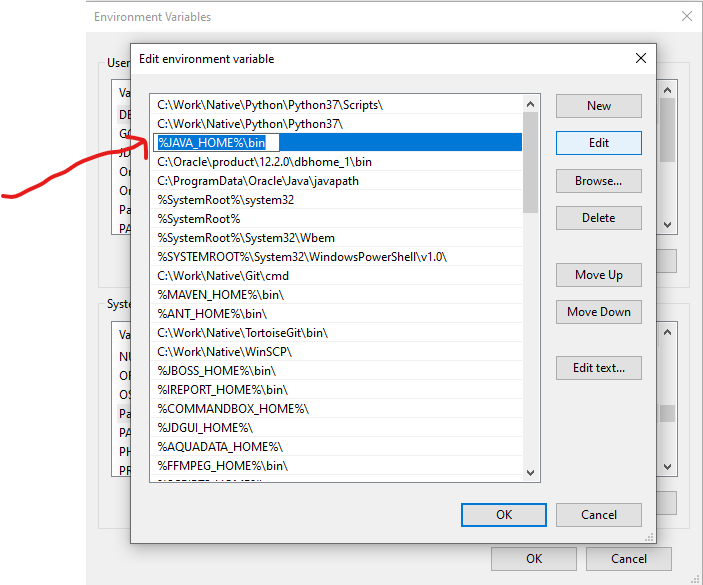 Environment Variables
Edit environment variable
User
Va
DE
GO
JD
Or
Or
Pa
PA
C:\Work\Native\Python\Python37\Scripts\
C:\Work\Native\Python\Python37\
%JAVA_HOME%\bin
C:\Oracle\product\12.2.0\dbhome_1\bin
C:\ProgramData\Oracle\Java\javapath
%SystemRoot%\system32
%SystemRoot%
%SystemRoot%\System32\Wbem
%SYSTEMROOT%\System32\WindowsPowerShell\v1.0\
C:\Work\Native\Git\cmd
%MAVEN_HOME%\bin\
%ANT_HOME%\bin\
C:\Work\Native\TortoiseGit\bin\
C:\Work\Native\WinSCP\
%JBOSS_HOME%\bin\
%IREPORT_HOME%\bin\
%COMMANDBOX_HOME%\
%JDGUI_HOME%\
%AQUADATA_HOME%\
%FFMPEG_HOME%\bin\
New
Edit
Browse...
Delete
Move Up
Move Down
Edit text...
Syste
Va
NU
OS
Pa
PA
PR
OK
Cancel
OK
Cancel